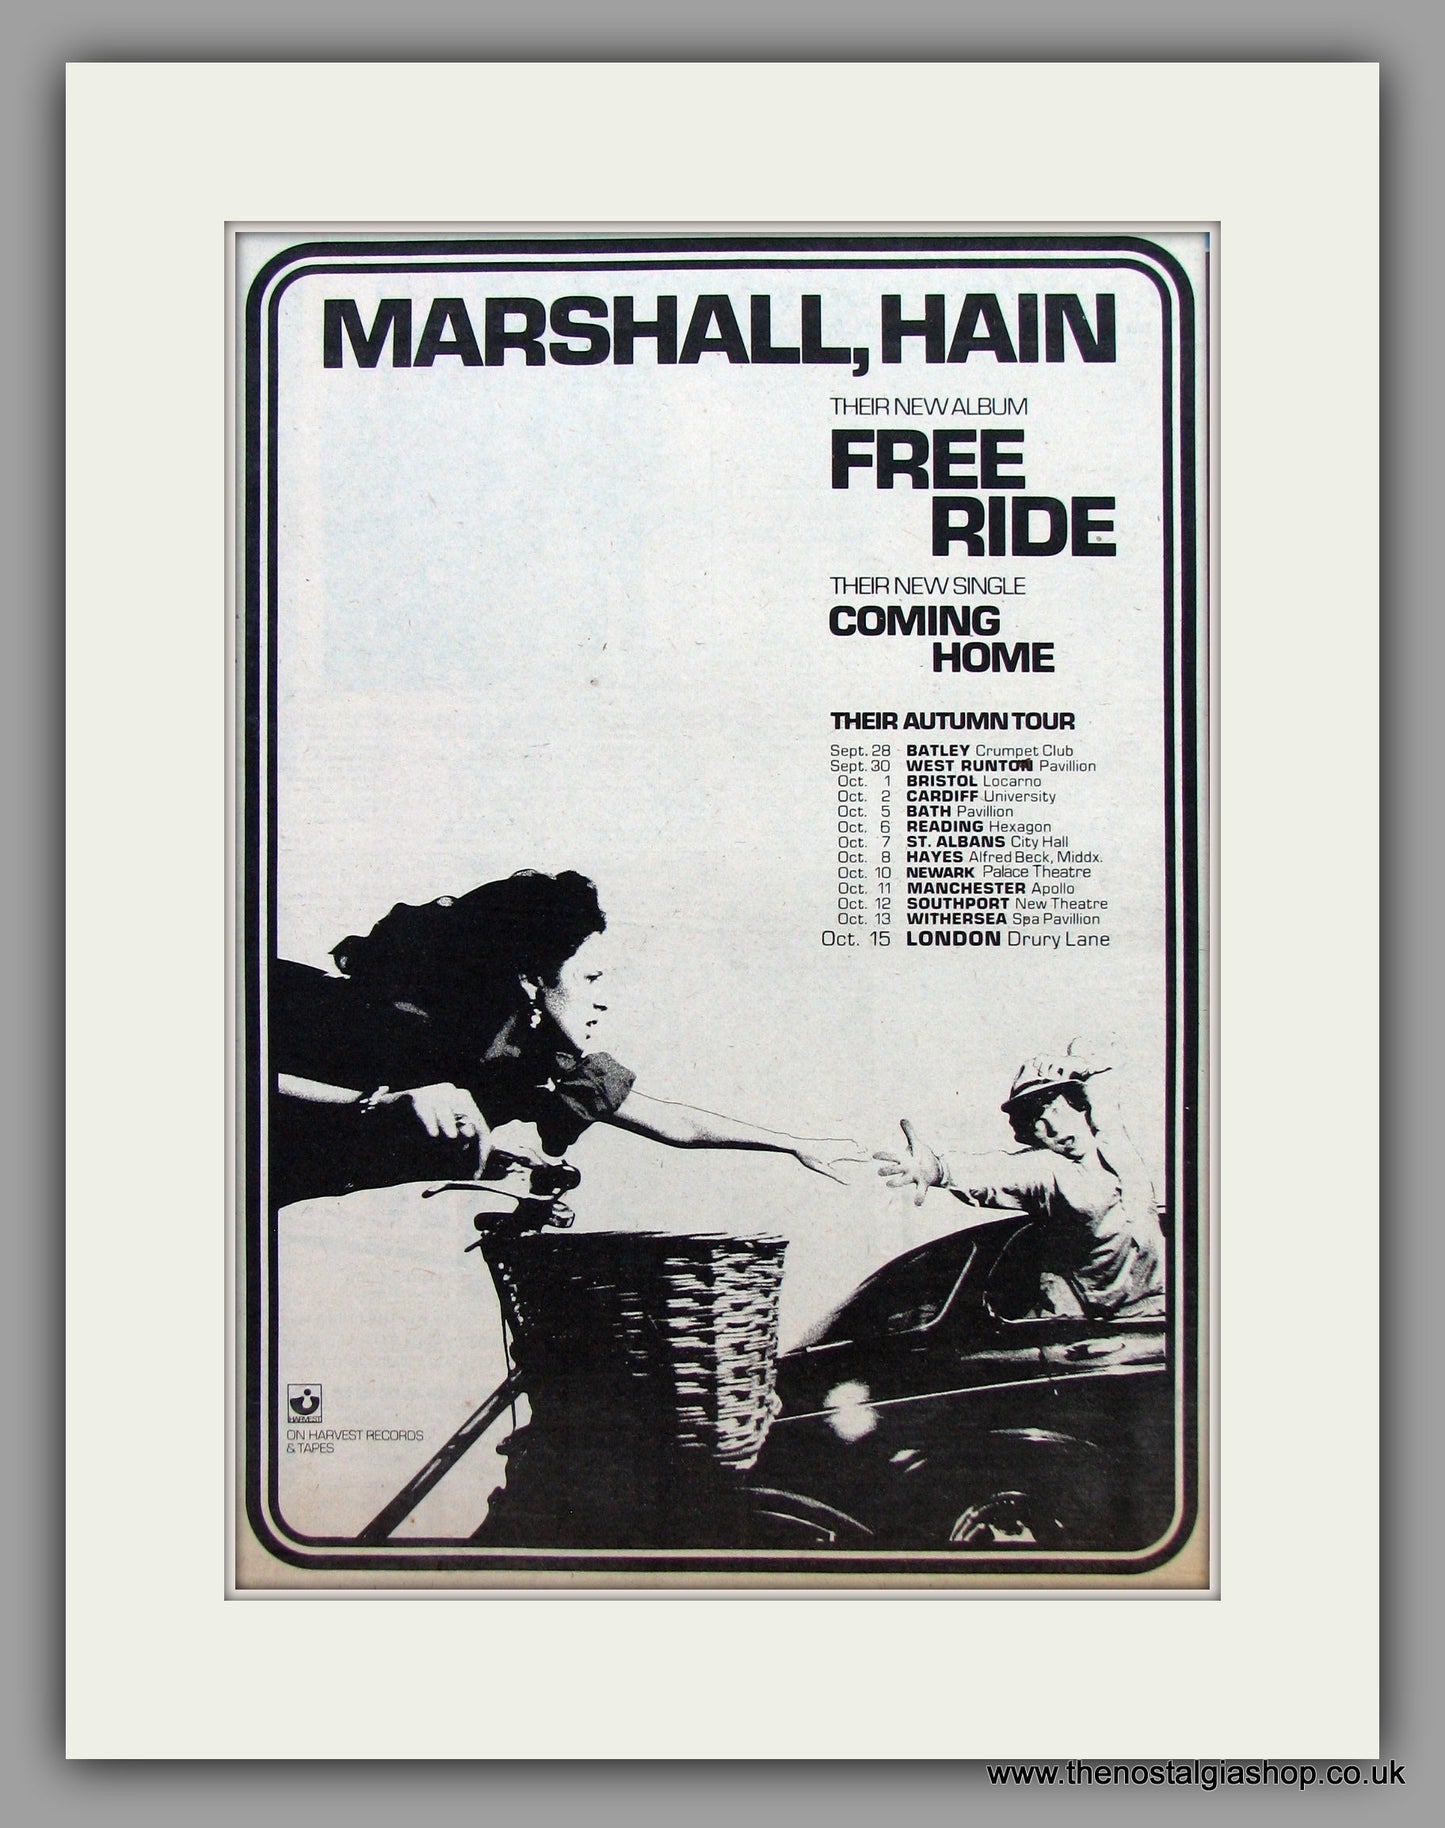 MARSHALL, HAIN
THEIR NEW ALBUM
FREE
RIDE
THEIR NEW SINGLE
COMING
HOME
THEIR AUTUMN TOUR
Sept. 28 BATLEY Crumpet Club
Sept. 30 WEST RUNTON Pavillion
Oct. 1 BRISTOL Locarno
Oct. 2 CARDIFF University
Oct. 5 BATH Pavillion
Oct. 6 READING Hexagon
Oct. 7 ST. ALBANS City Hall
Oct. 8 HAYES Alfred Beck, Middx.
Oct. 10 NEWARK Palace Theatre
Oct. 11 MANCHESTER Apollo
Oct. 12 SOUTHPORT New Theatre
Oct. 13 WITHERSEA Spa Pavillion
Oct. 15 LONDON Drury Lane
HARVEST
ON HARVEST RECORDS
& TAPES
www.thenostalgiashop.co.uk